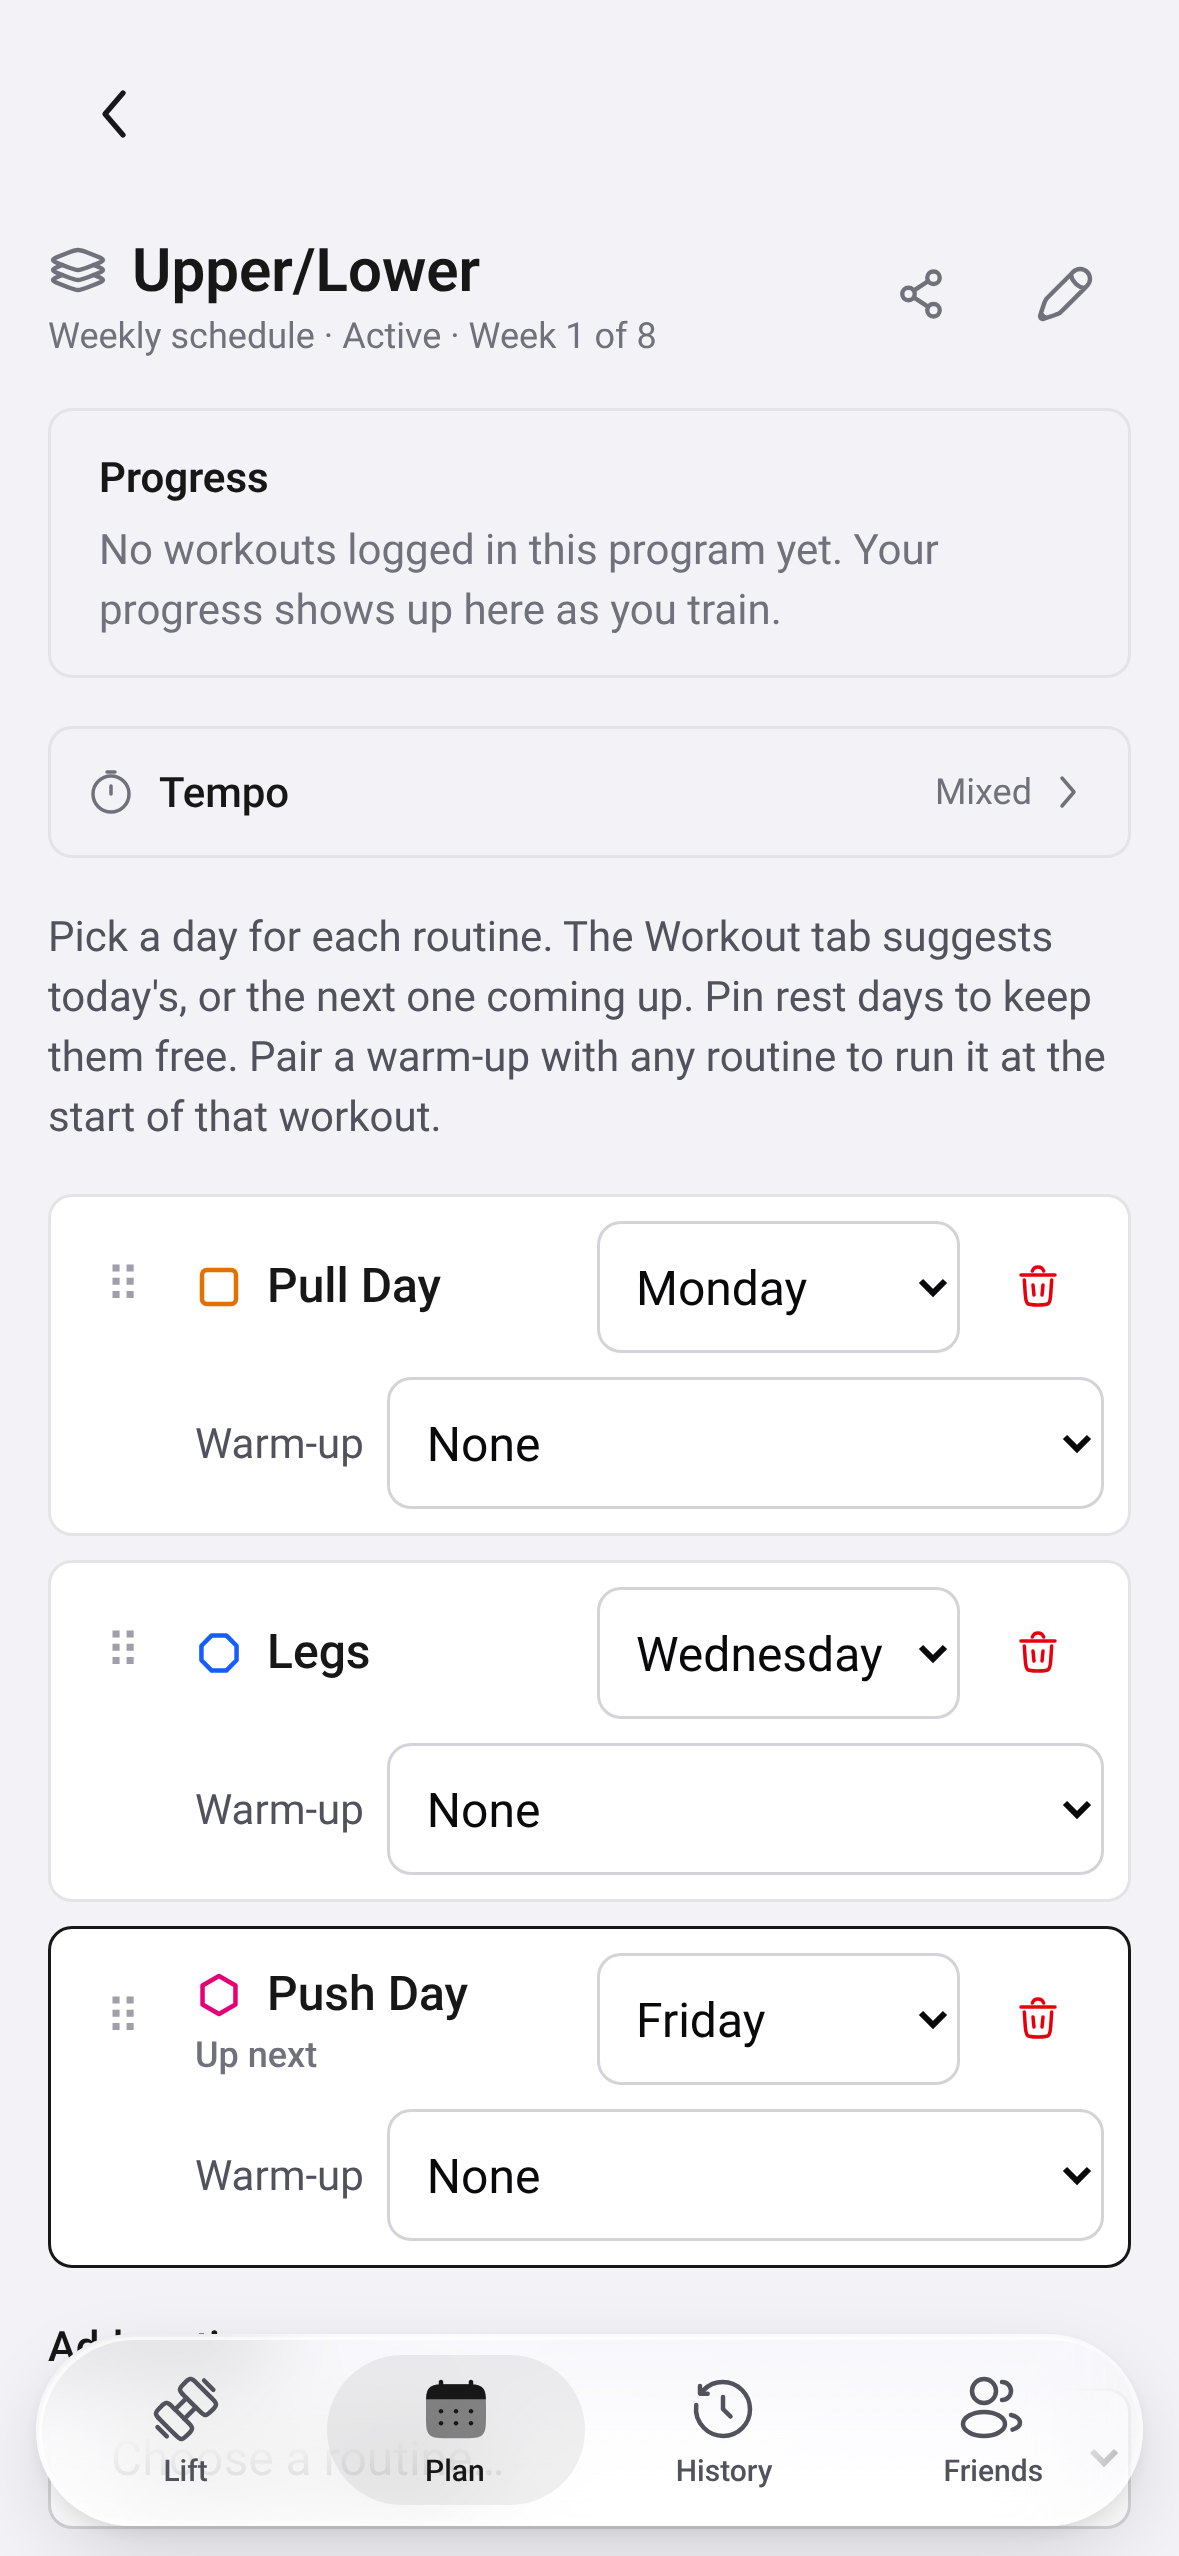 Upper/Lower
Weekly schedule · Active · Week 1 of 8
Progress
No workouts logged in this program yet. Your
progress shows up here as you train.
Tempo
Mixed
Pick a day for each routine. The Workout tab suggests
today's, or the next one coming up. Pin rest days to keep
them free. Pair a warm-up with any routine to run it at the
start of that workout.
Pull Day
Monday
Warm-up
None
Legs
Wednesday
Warm-up
None
Push Day
Up next
Friday
Warm-up
None
Choose a routine...
Lift
Plan
History
Friends